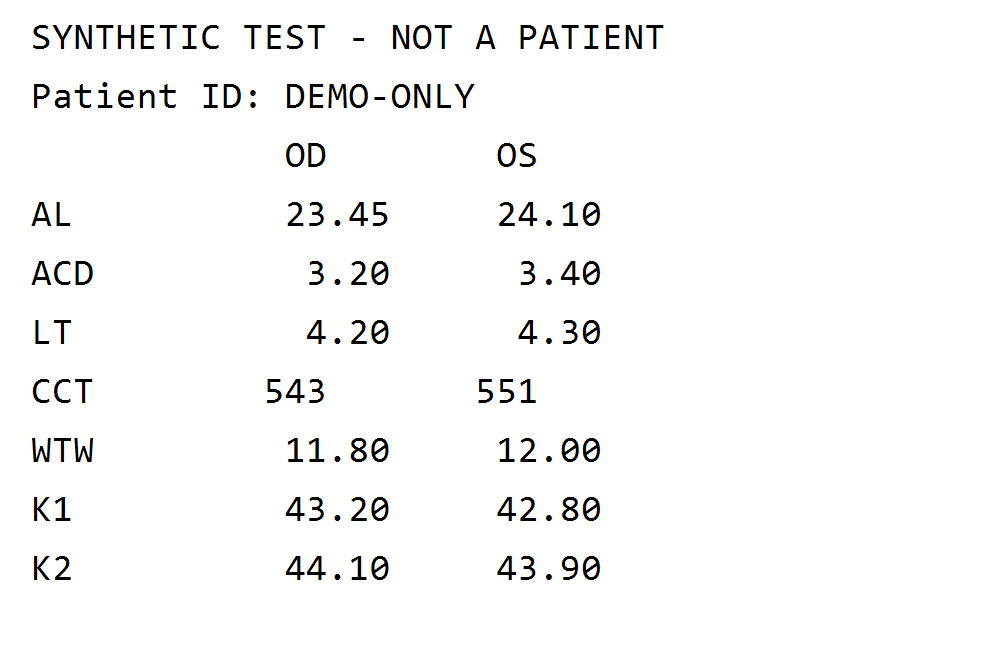 SYNTHETIC TEST - NOT A PATIENT
Patient ID: DEMO-ONLY
OD OS
AL 23.45 24.10
ACD 3.20 3.40
LT 4.20 4.30
CCT 543 551
WTW 11.80 12.00
K1 43.20 42.80
K2 44.10 43.90